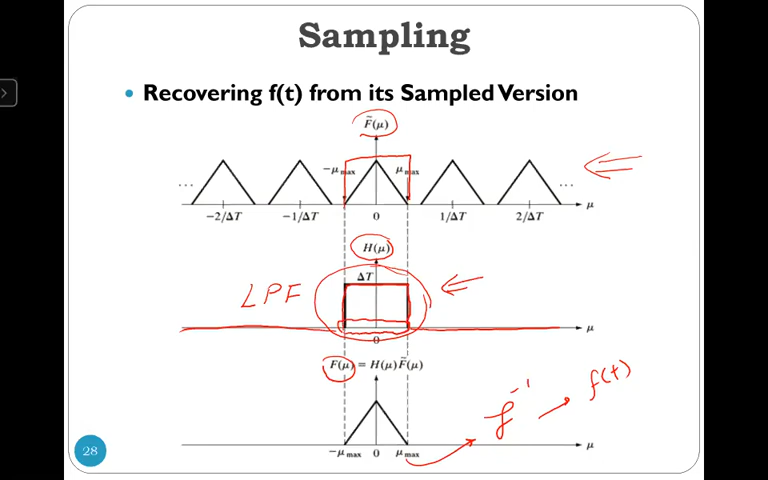 Sampling
• Recovering f(t) from its Sampled Version
F̃(μ)
−μmax
μmax
...
...
−2/ΔT
−1/ΔT
0
1/ΔT
2/ΔT
μ
H(μ)
ΔT
LPF
0
μ
F(μ) = H(μ)F̃(μ)
f⁻¹
f(t)
−μmax
0
μmax
μ
28